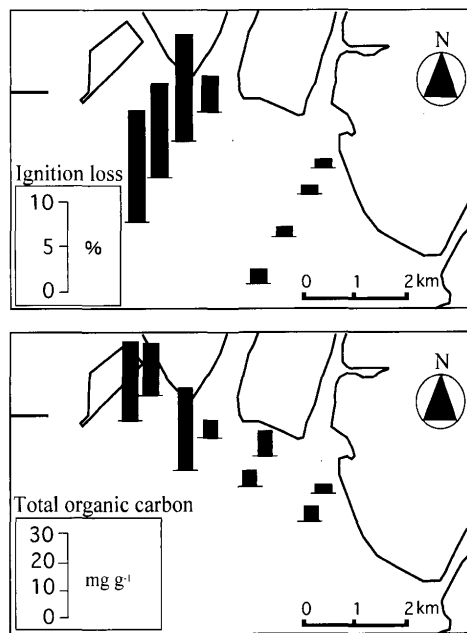 N
Ignition loss
10
5 %
0
0 1 2 km
N
Total organic carbon
30
20
10 mg g-1
0
0 1 2 km